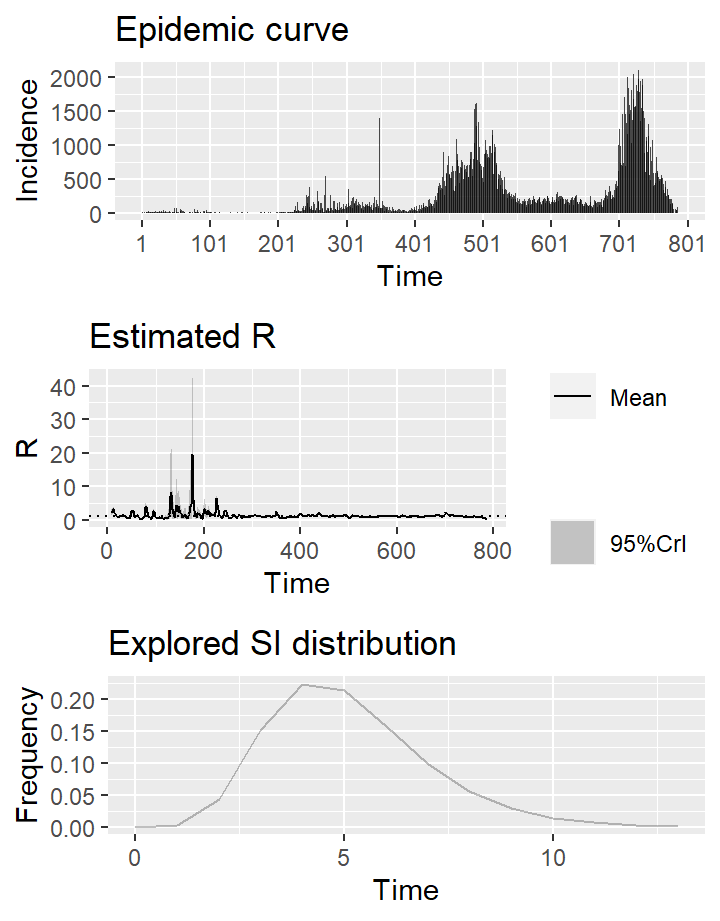 Epidemic curve
2000
1500
1000
500
0
Incidence
1 101 201 301 401 501 601 701 801
Time
Estimated R
40
30
20
10
0
R
0 200 400 600 800
Time
Mean
95%CrI
Explored SI distribution
0.20
0.15
0.10
0.05
0.00
Frequency
0 5 10
Time